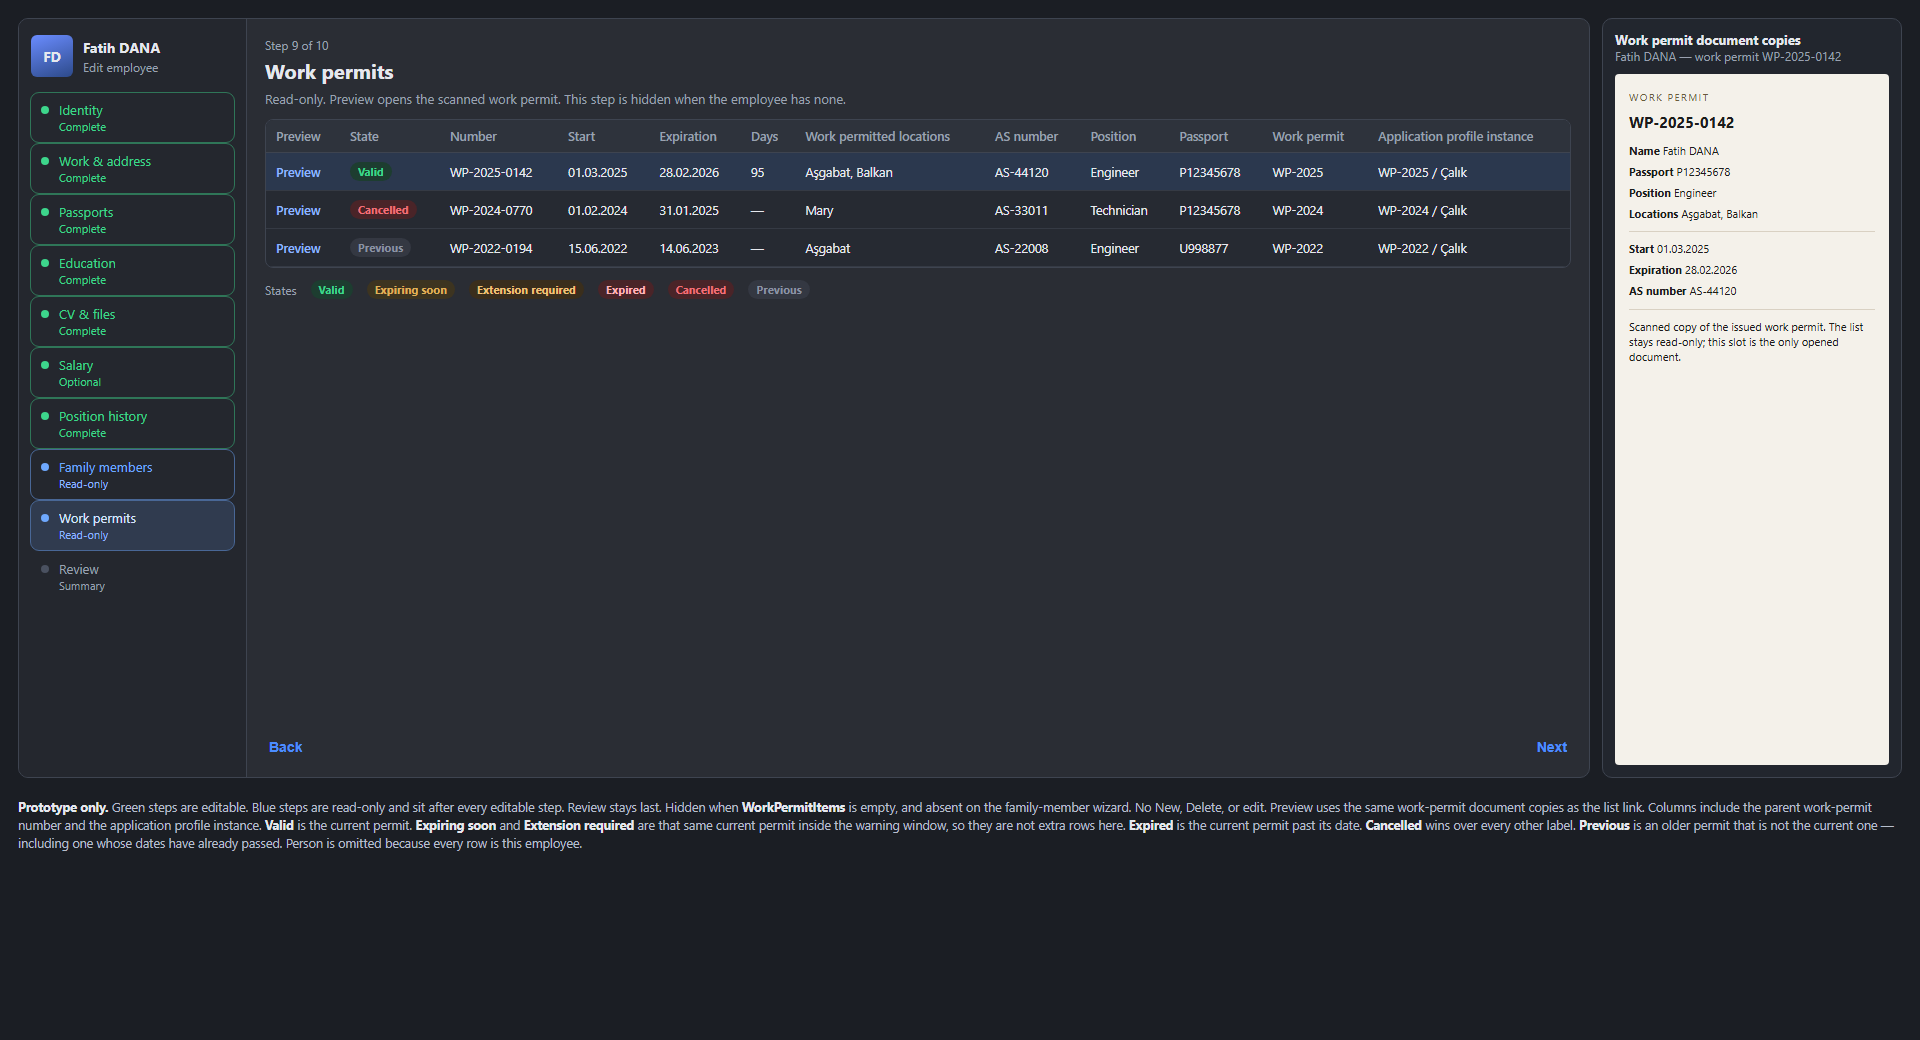 FD
Fatih DANA
Edit employee
Identity
Complete
Work & address
Complete
Passports
Complete
Education
Complete
CV & files
Complete
Salary
Optional
Position history
Complete
Family members
Read-only
Work permits
Read-only
Review
Summary
Step 9 of 10
Work permits
Read-only. Preview opens the scanned work permit. This step is hidden when the employee has none.
Preview State Number Start Expiration Days Work permitted locations AS number Position Passport Work permit Application profile instance
Preview Valid WP-2025-0142 01.03.2025 28.02.2026 95 Aşgabat, Balkan AS-44120 Engineer P12345678 WP-2025 WP-2025 / Çalık
Preview Cancelled WP-2024-0770 01.02.2024 31.01.2025 — Mary AS-33011 Technician P12345678 WP-2024 WP-2024 / Çalık
Preview Previous WP-2022-0194 15.06.2022 14.06.2023 — Aşgabat AS-22008 Engineer U998877 WP-2022 WP-2022 / Çalık
States Valid Expiring soon Extension required Expired Cancelled Previous
Back
Next
Work permit document copies
Fatih DANA — work permit WP-2025-0142
WORK PERMIT
WP-2025-0142
Name Fatih DANA
Passport P12345678
Position Engineer
Locations Aşgabat, Balkan
Start 01.03.2025
Expiration 28.02.2026
AS number AS-44120
Scanned copy of the issued work permit. The list
stays read-only; this slot is the only opened
document.
Prototype only. Green steps are editable. Blue steps are read-only and sit after every editable step. Review stays last. Hidden when WorkPermitItems is empty, and absent on the family-member wizard. No New, Delete, or edit. Preview uses the same work-permit document copies as the list link. Columns include the parent work-permit
number and the application profile instance. Valid is the current permit. Expiring soon and Extension required are that same current permit inside the warning window, so they are not extra rows here. Expired is the current permit past its date. Cancelled wins over every other label. Previous is an older permit that is not the current one —
including one whose dates have already passed. Person is omitted because every row is this employee.